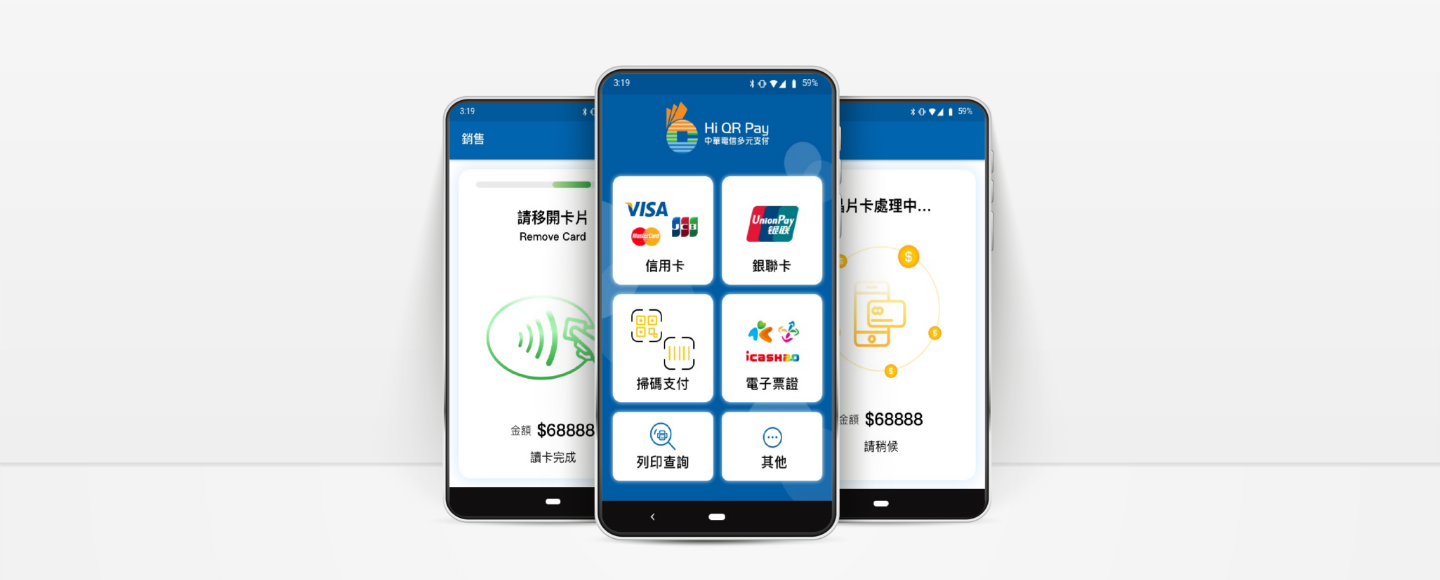 3:19
銷售
請移開卡片
Remove Card
金額 $68888
讀卡完成
3:19
59%
Hi QR Pay
中華電信多元支付
VISA
MasterCard
JCB
信用卡
UnionPay
银联
銀聯卡
掃碼支付
icash2.0
電子票證
列印查詢
其他
59%
片卡處理中...
金額 $68888
請稍候